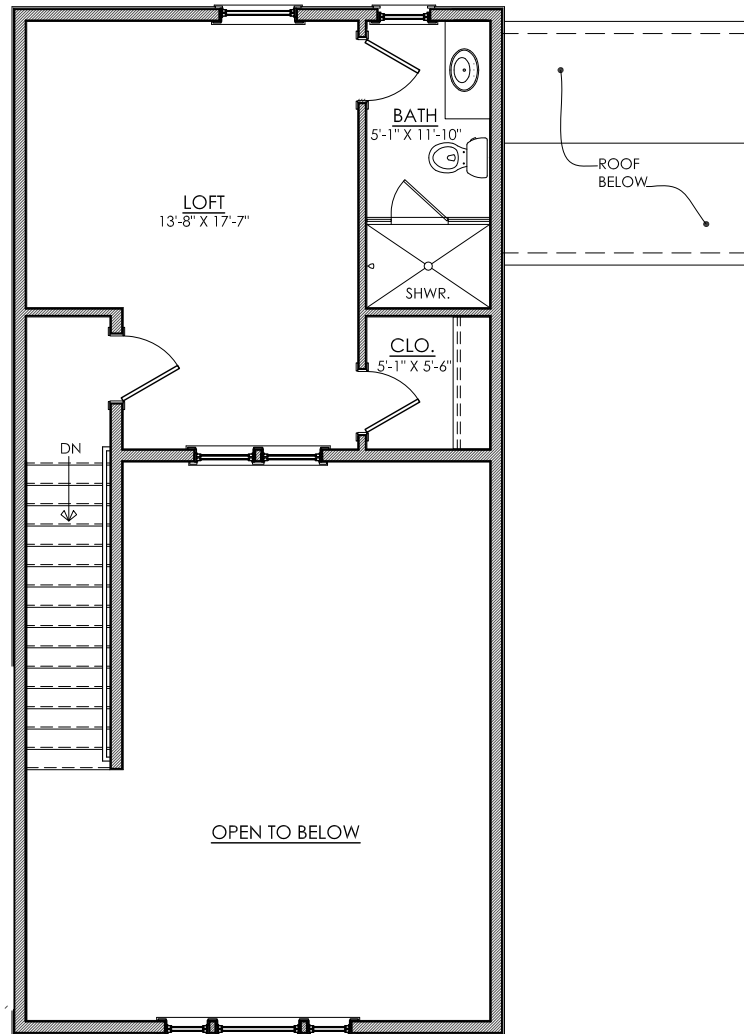 BATH
5'-1" X 11'-10"
ROOF
BELOW
LOFT
13'-8" X 17'-7"
SHWR.
CLO.
5'-1" X 5'-6"
DN
OPEN TO BELOW